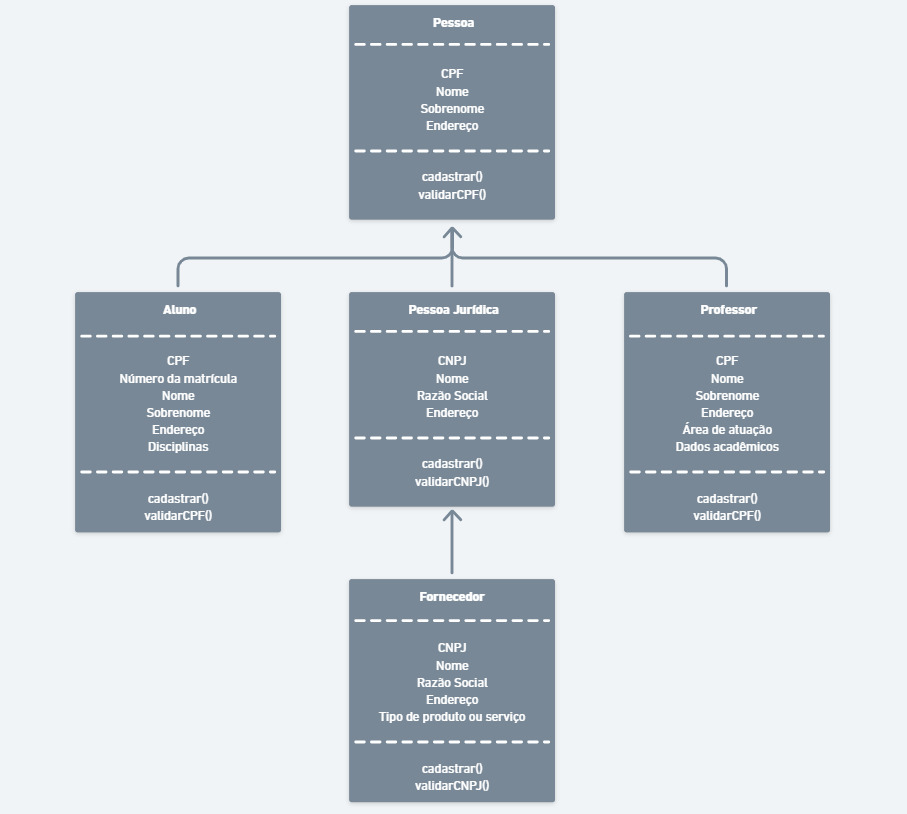 Pessoa
CPF
Nome
Sobrenome
Endereço
cadastrar()
validarCPF()
Aluno
CPF
Número da matrícula
Nome
Sobrenome
Endereço
Disciplinas
cadastrar()
validarCPF()
Pessoa Jurídica
CNPJ
Nome
Razão Social
Endereço
cadastrar()
validarCNPJ()
Professor
CPF
Nome
Sobrenome
Endereço
Área de atuação
Dados acadêmicos
cadastrar()
validarCPF()
Fornecedor
CNPJ
Nome
Razão Social
Endereço
Tipo de produto ou serviço
cadastrar()
validarCNPJ()